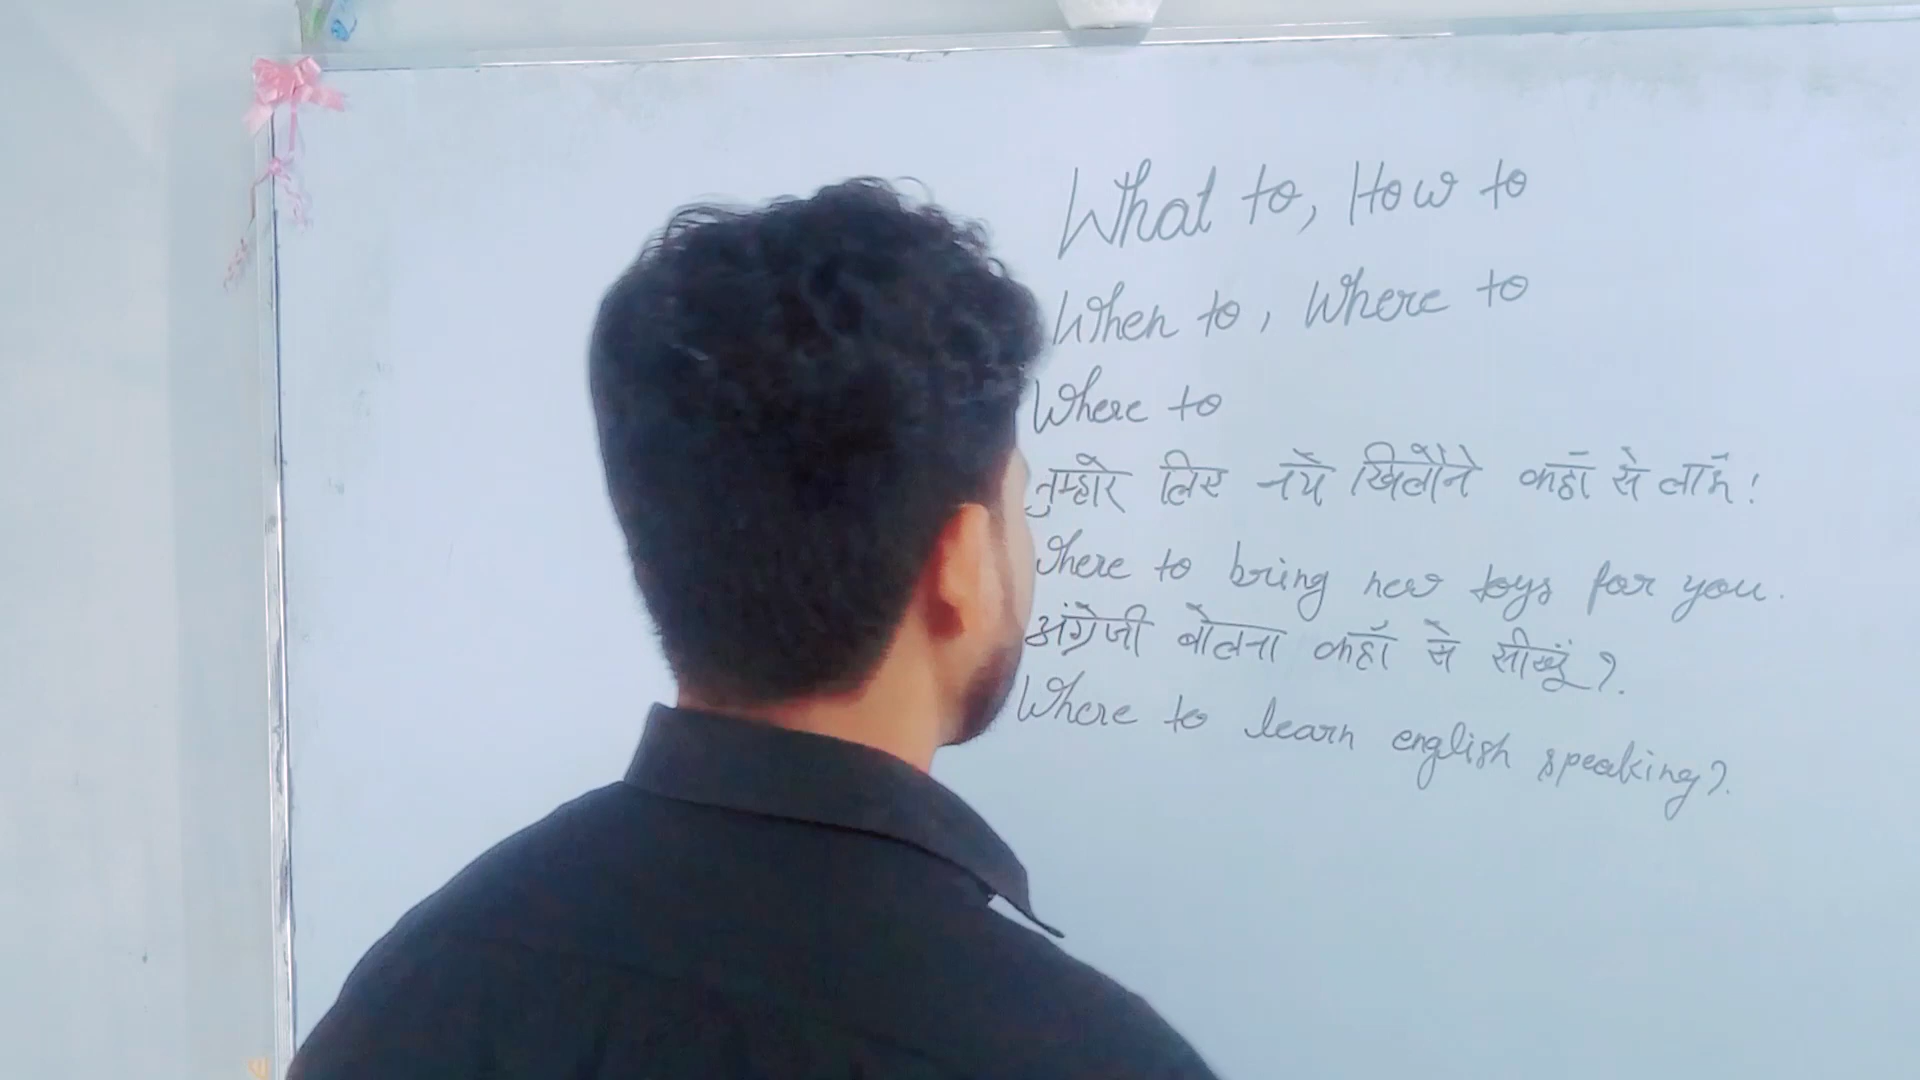 What to, How to
When to, Where to
Where to
तुम्हारे लिए नये खिलौने कहाँ से लाऊँ!
Where to bring new toys for you.
अंग्रेजी बोलना कहाँ से सीखूं?
Where to learn english speaking?